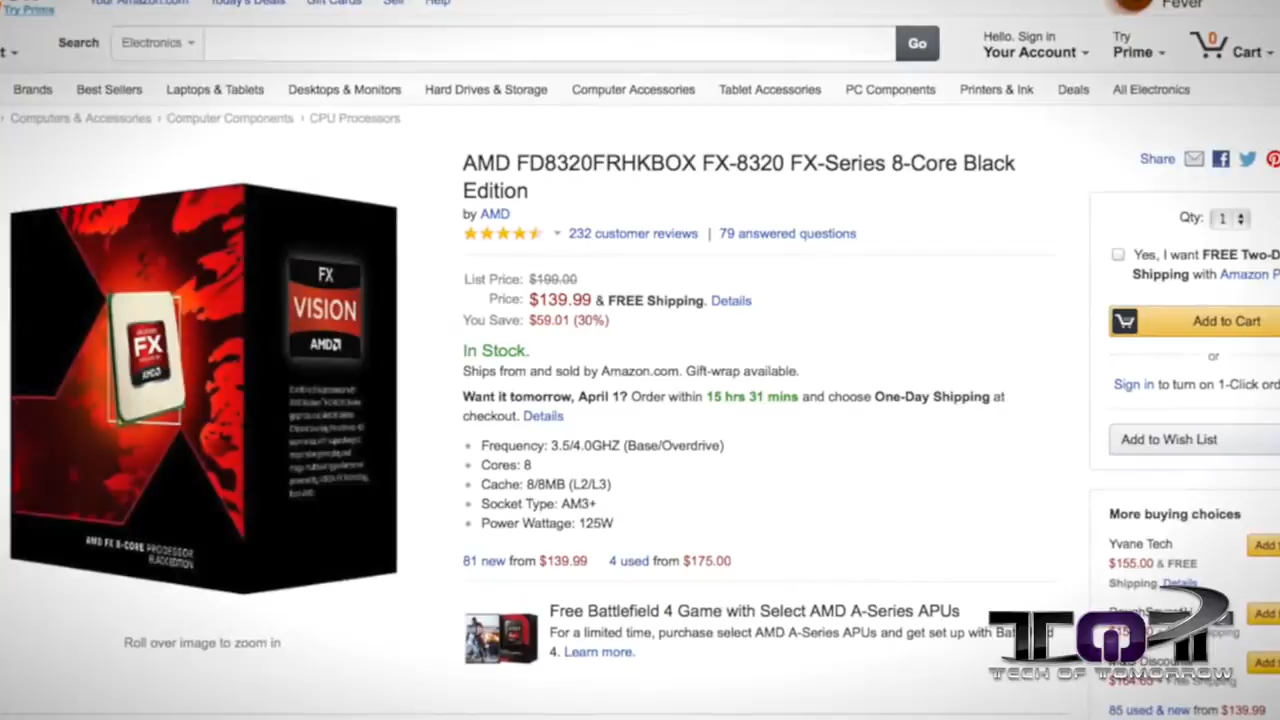 Try Prime
Your Amazon.com Today's Deals Gift Cards Sell Help
Fever
Search
Electronics
Go
Hello. Sign in
Your Account
Try
Prime
0
Cart
Brands Best Sellers Laptops & Tablets Desktops & Monitors Hard Drives & Storage Computer Accessories Tablet Accessories PC Components Printers & Ink Deals All Electronics
› Computers & Accessories › Computer Components › CPU Processors
AMD FD8320FRHKBOX FX-8320 FX-Series 8-Core Black
Edition
by AMD
232 customer reviews | 79 answered questions
List Price: $199.00
Price: $139.99 & FREE Shipping. Details
You Save: $59.01 (30%)
In Stock.
Ships from and sold by Amazon.com. Gift-wrap available.
Want it tomorrow, April 1? Order within 15 hrs 31 mins and choose One-Day Shipping at
checkout. Details
Frequency: 3.5/4.0GHZ (Base/Overdrive)
Cores: 8
Cache: 8/8MB (L2/L3)
Socket Type: AM3+
Power Wattage: 125W
81 new from $139.99 4 used from $175.00
Free Battlefield 4 Game with Select AMD A-Series APUs
For a limited time, purchase select AMD A-Series APUs and get set up with
4. Learn more.
FX
VISION
AMD
FX
AMD
AMD FX 8-CORE PROCESSOR
BLACK EDITION
Roll over image to zoom in
Share
Qty: 1
Yes, I want FREE Two-D
Shipping with Amazon P
Add to Cart
or
Sign in to turn on 1-Click ord
Add to Wish List
More buying choices
Yvane Tech
$155.00 & FREE
Shipping. Details
Add
Add
Add
85 used & new from $139.99
TECH OF TOMORROW